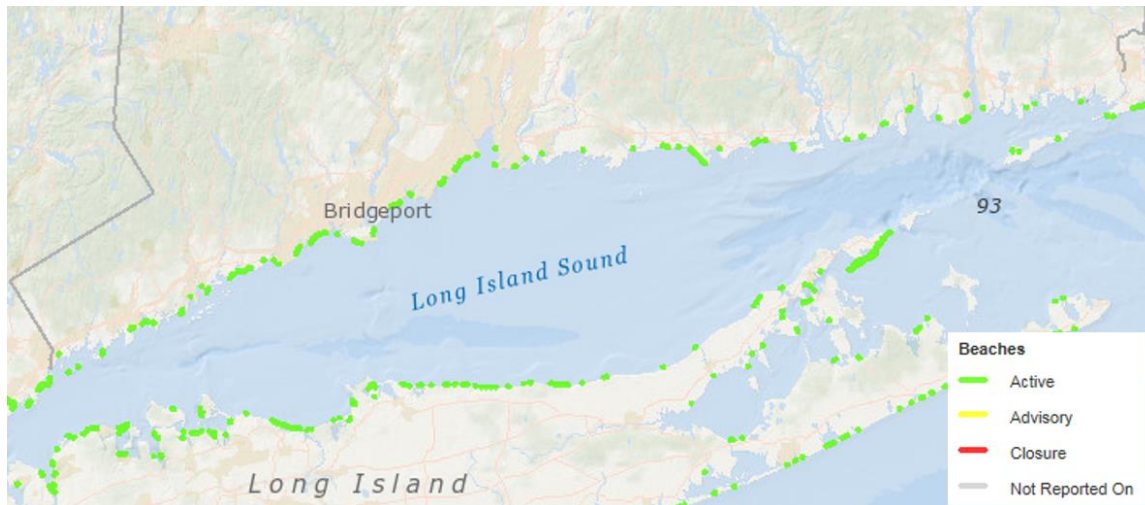 Bridgeport
93
Long Island Sound
Long Island
Beaches
Active
Advisory
Closure
Not Reported On